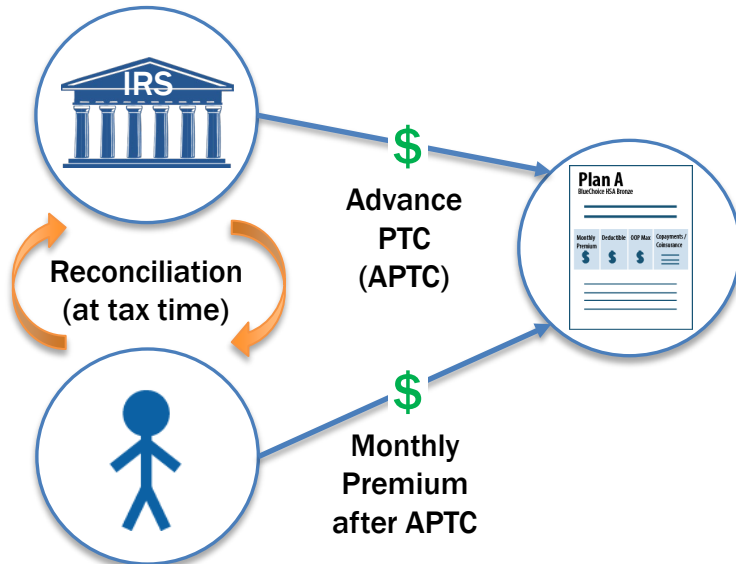 IRS
$
Advance
PTC
(APTC)
Plan A
BlueChoice HSA Bronze
Monthly Premium
Deductible
OOP Max
Copayments / Coinsurance
$ $ $
Reconciliation
(at tax time)
$
Monthly
Premium
after APTC